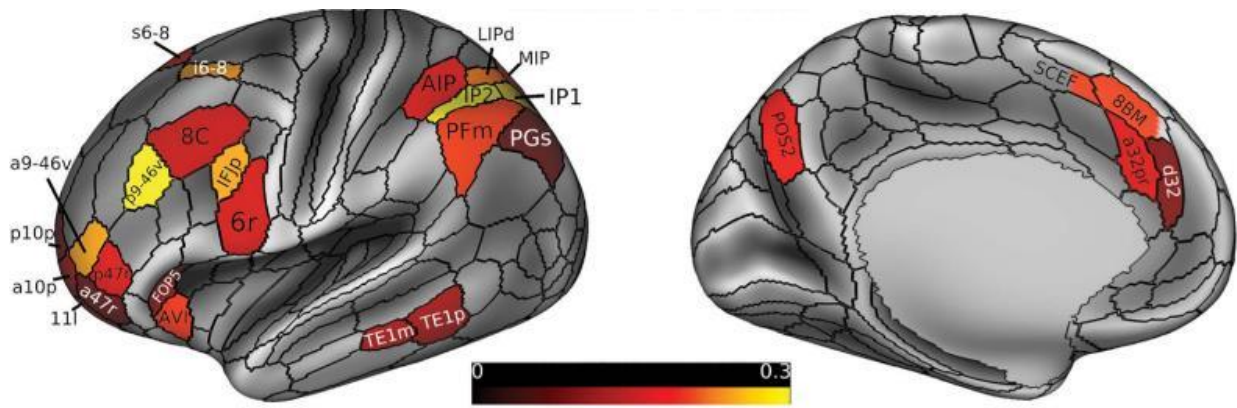 s6-8
i6-8
LIPd
MIP
AIP
IP2
IP1
8C
PFm
PGs
a9-46v
p9-46v
IFJp
6r
p10p
p47r
a10p
a47r
11l
FOP5
AVI
TE1m
TE1p
SCEF
8BM
POS2
a32pr
d32
0
0.3